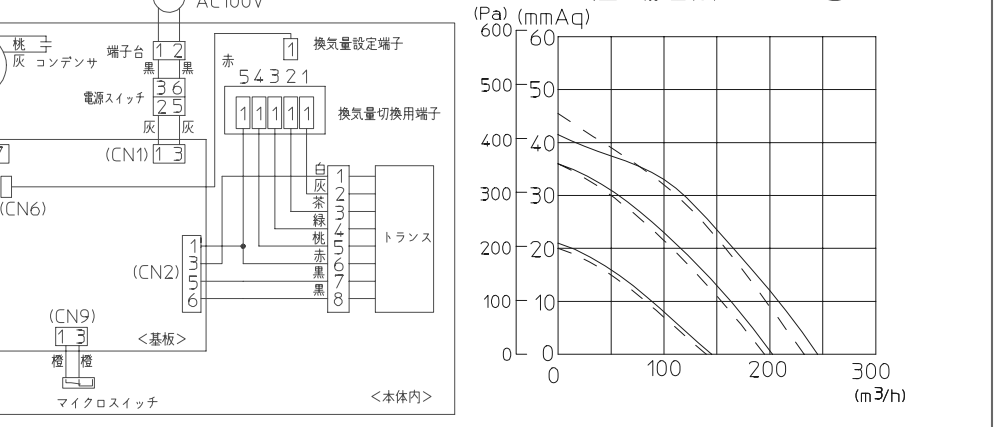 AC100V
桃
灰 コンデンサ
端子台
1 2
黒 黒
電源スイッチ
3 6
2 5
灰 灰
(CN1)
1 3
7
(CN6)
赤
5 4 3 2 1
1 1 1 1 1
1
換気量設定端子
換気量切換用端子
白 1
灰 2
茶 3
緑 4
桃 5
赤 6
黒 7
黒 8
トランス
(CN2)
1
3
5
6
(CN9)
1 3
橙 橙
マイクロスイッチ
<基板>
<本体内>
(Pa) (mmAq)
600 60
500 50
400 40
300 30
200 20
100 10
0 0
0 100 200 300
(m3/h)